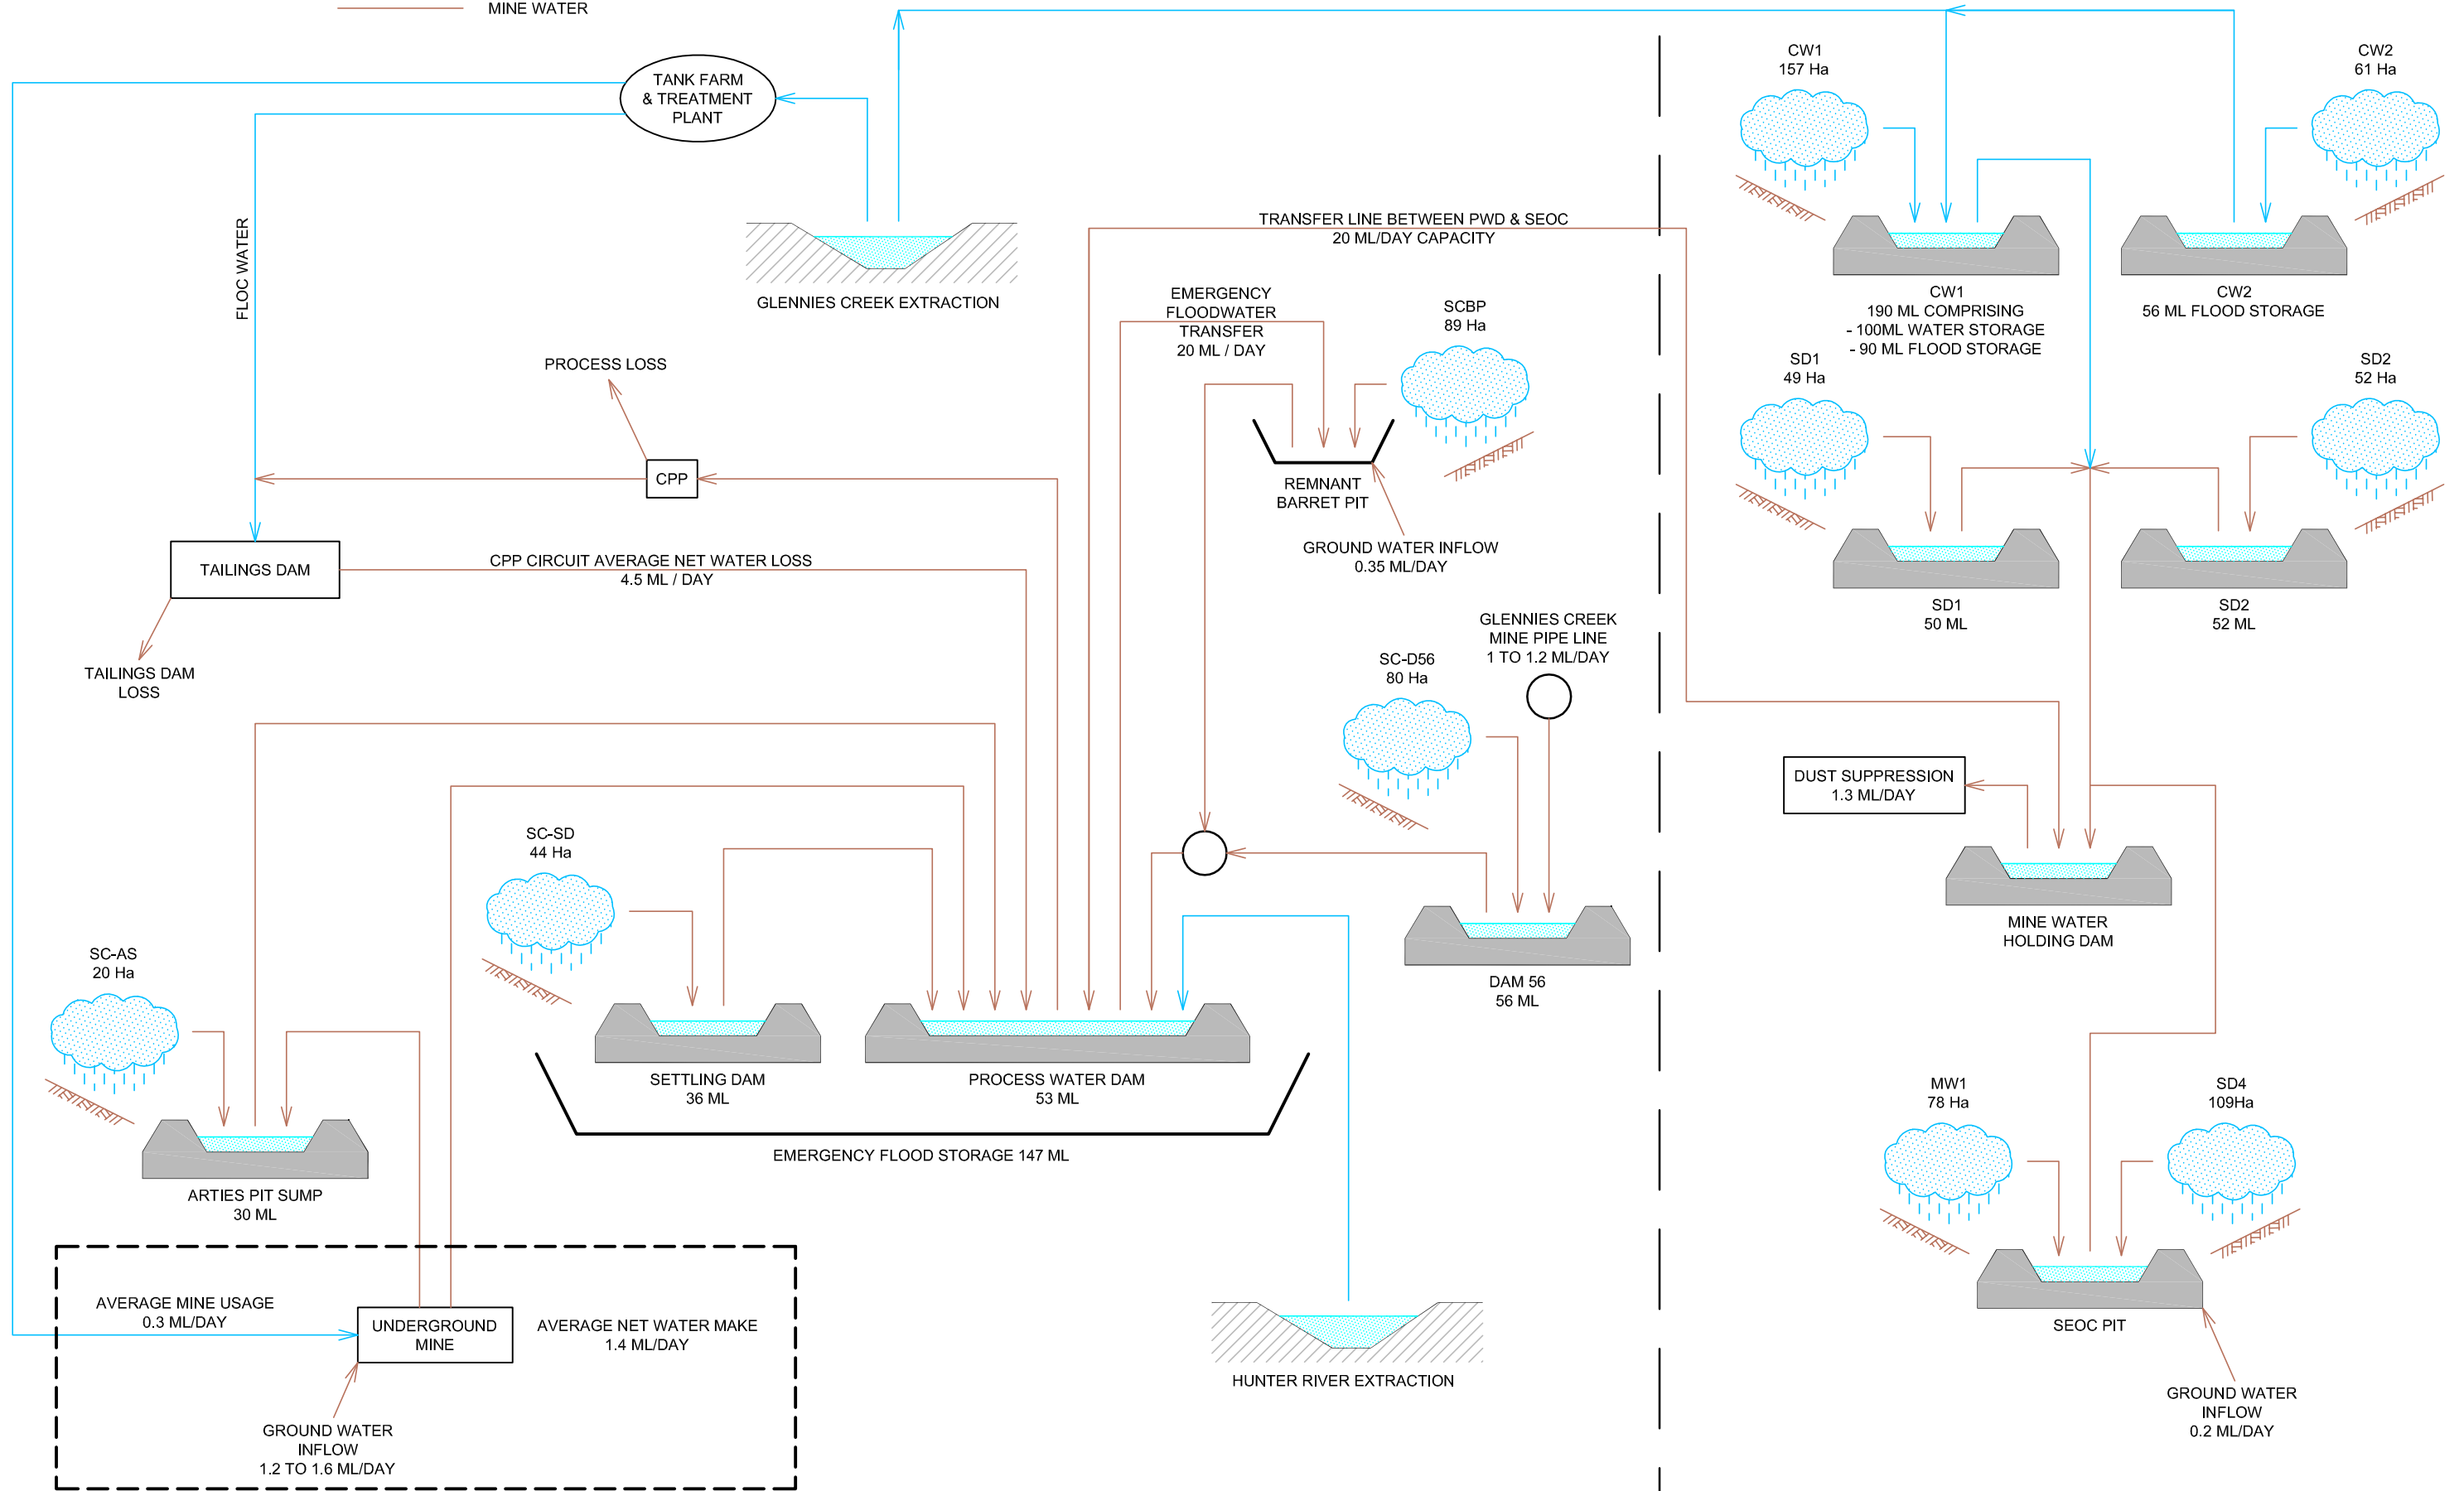 MINE WATER
TANK FARM
& TREATMENT
PLANT
CW1
157 Ha
CW2
61 Ha
FLOC WATER
GLENNIES CREEK EXTRACTION
TRANSFER LINE BETWEEN PWD & SEOC
20 ML/DAY CAPACITY
EMERGENCY
FLOODWATER
TRANSFER
20 ML / DAY
SCBP
89 Ha
CW1
190 ML COMPRISING
- 100ML WATER STORAGE
- 90 ML FLOOD STORAGE
CW2
56 ML FLOOD STORAGE
PROCESS LOSS
SD1
49 Ha
SD2
52 Ha
CPP
REMNANT
BARRET PIT
GROUND WATER INFLOW
0.35 ML/DAY
TAILINGS DAM
CPP CIRCUIT AVERAGE NET WATER LOSS
4.5 ML / DAY
SD1
50 ML
SD2
52 ML
TAILINGS DAM
LOSS
GLENNIES CREEK
MINE PIPE LINE
1 TO 1.2 ML/DAY
SC-D56
80 Ha
DUST SUPPRESSION
1.3 ML/DAY
SC-SD
44 Ha
MINE WATER
HOLDING DAM
SC-AS
20 Ha
DAM 56
56 ML
SETTLING DAM
36 ML
PROCESS WATER DAM
53 ML
MW1
78 Ha
SD4
109Ha
EMERGENCY FLOOD STORAGE 147 ML
ARTIES PIT SUMP
30 ML
AVERAGE MINE USAGE
0.3 ML/DAY
UNDERGROUND
MINE
AVERAGE NET WATER MAKE
1.4 ML/DAY
SEOC PIT
HUNTER RIVER EXTRACTION
GROUND WATER
INFLOW
0.2 ML/DAY
GROUND WATER
INFLOW
1.2 TO 1.6 ML/DAY